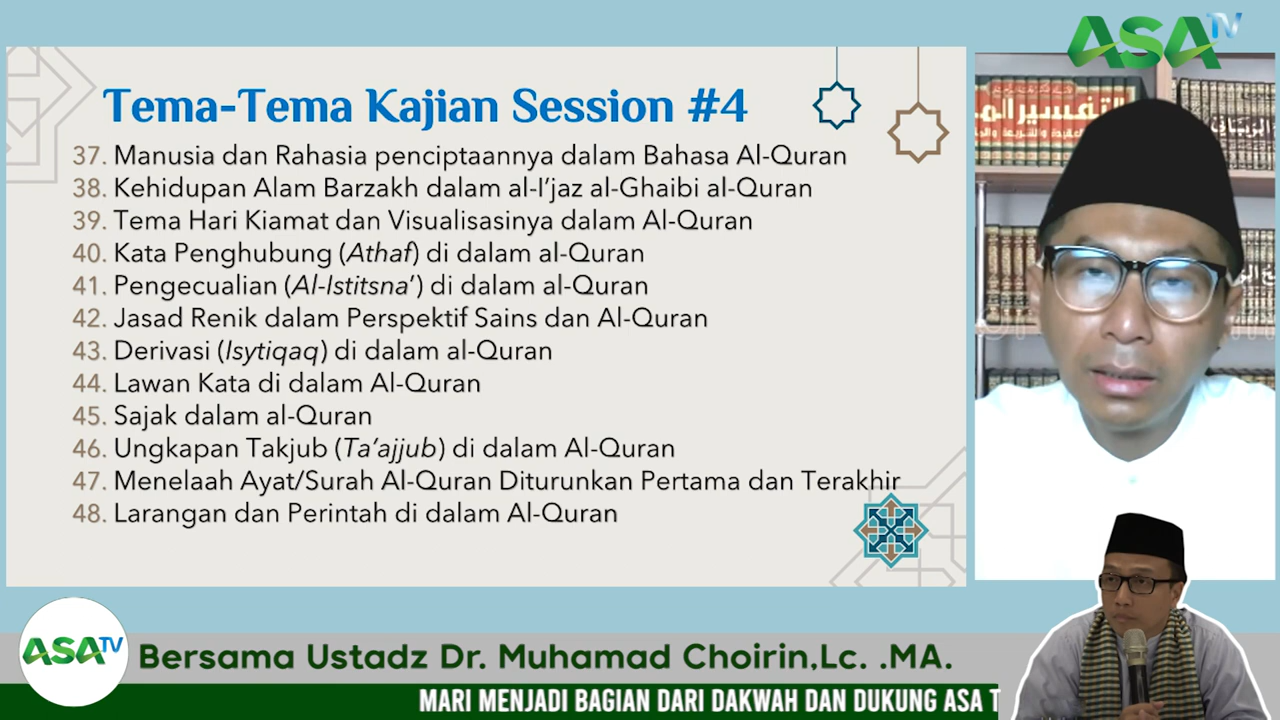 ASA TV
Tema-Tema Kajian Session #4
37. Manusia dan Rahasia penciptaannya dalam Bahasa Al-Quran
38. Kehidupan Alam Barzakh dalam al-I'jaz al-Ghaibi al-Quran
39. Tema Hari Kiamat dan Visualisasinya dalam Al-Quran
40. Kata Penghubung (Athaf) di dalam al-Quran
41. Pengecualian (Al-Istitsna') di dalam al-Quran
42. Jasad Renik dalam Perspektif Sains dan Al-Quran
43. Derivasi (Isytiqaq) di dalam al-Quran
44. Lawan Kata di dalam Al-Quran
45. Sajak dalam al-Quran
46. Ungkapan Takjub (Ta'ajjub) di dalam Al-Quran
47. Menelaah Ayat/Surah Al-Quran Diturunkan Pertama dan Terakhir
48. Larangan dan Perintah di dalam Al-Quran
ASA TV
Bersama Ustadz Dr. Muhamad Choirin,Lc. .MA.
MARI MENJADI BAGIAN DARI DAKWAH DAN DUKUNG ASA T